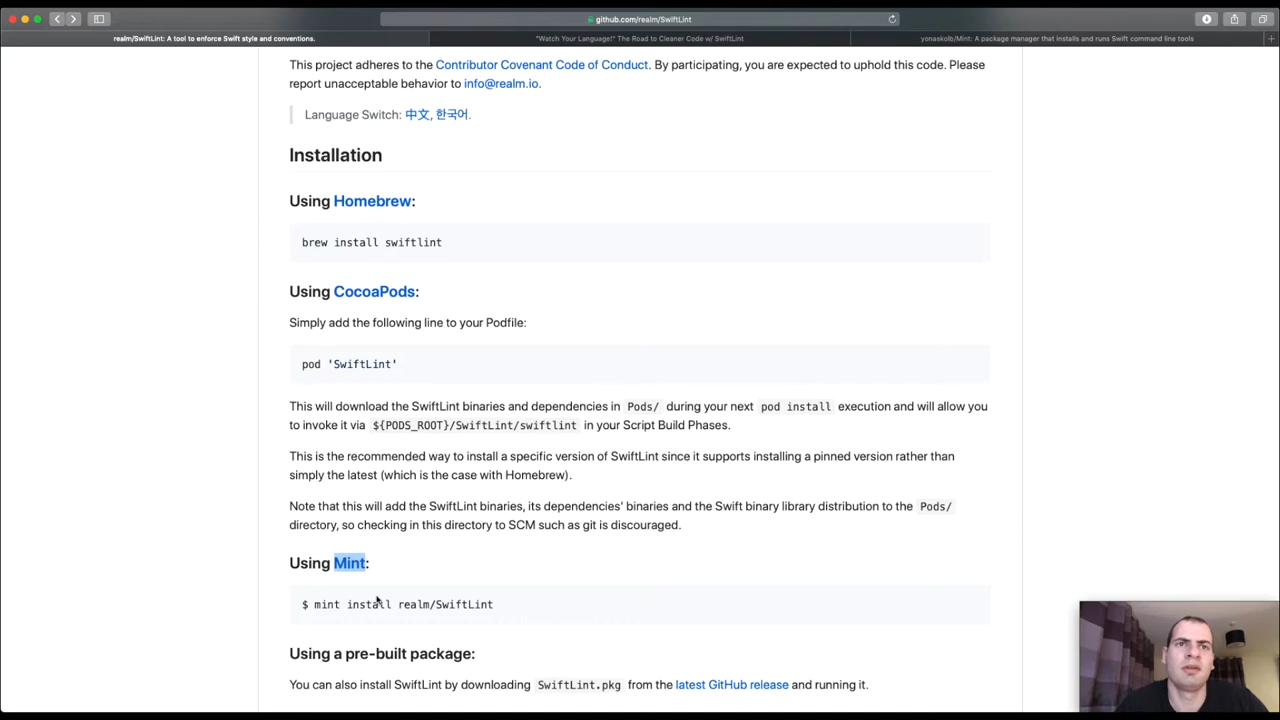 github.com/realm/SwiftLint
realm/SwiftLint: A tool to enforce Swift style and conventions.
"Watch Your Language!" The Road to Cleaner Code w/ SwiftLint
yonaskolb/Mint: A package manager that installs and runs Swift command line tools
This project adheres to the Contributor Covenant Code of Conduct. By participating, you are expected to uphold this code. Please
report unacceptable behavior to info@realm.io.
Language Switch: 中文, 한국어.
Installation
Using Homebrew:
brew install swiftlint
Using CocoaPods:
Simply add the following line to your Podfile:
pod 'SwiftLint'
This will download the SwiftLint binaries and dependencies in Pods/ during your next pod install execution and will allow you
to invoke it via ${PODS_ROOT}/SwiftLint/swiftlint in your Script Build Phases.
This is the recommended way to install a specific version of SwiftLint since it supports installing a pinned version rather than
simply the latest (which is the case with Homebrew).
Note that this will add the SwiftLint binaries, its dependencies' binaries and the Swift binary library distribution to the Pods/
directory, so checking in this directory to SCM such as git is discouraged.
Using Mint:
$ mint install realm/SwiftLint
Using a pre-built package:
You can also install SwiftLint by downloading SwiftLint.pkg from the latest GitHub release and running it.